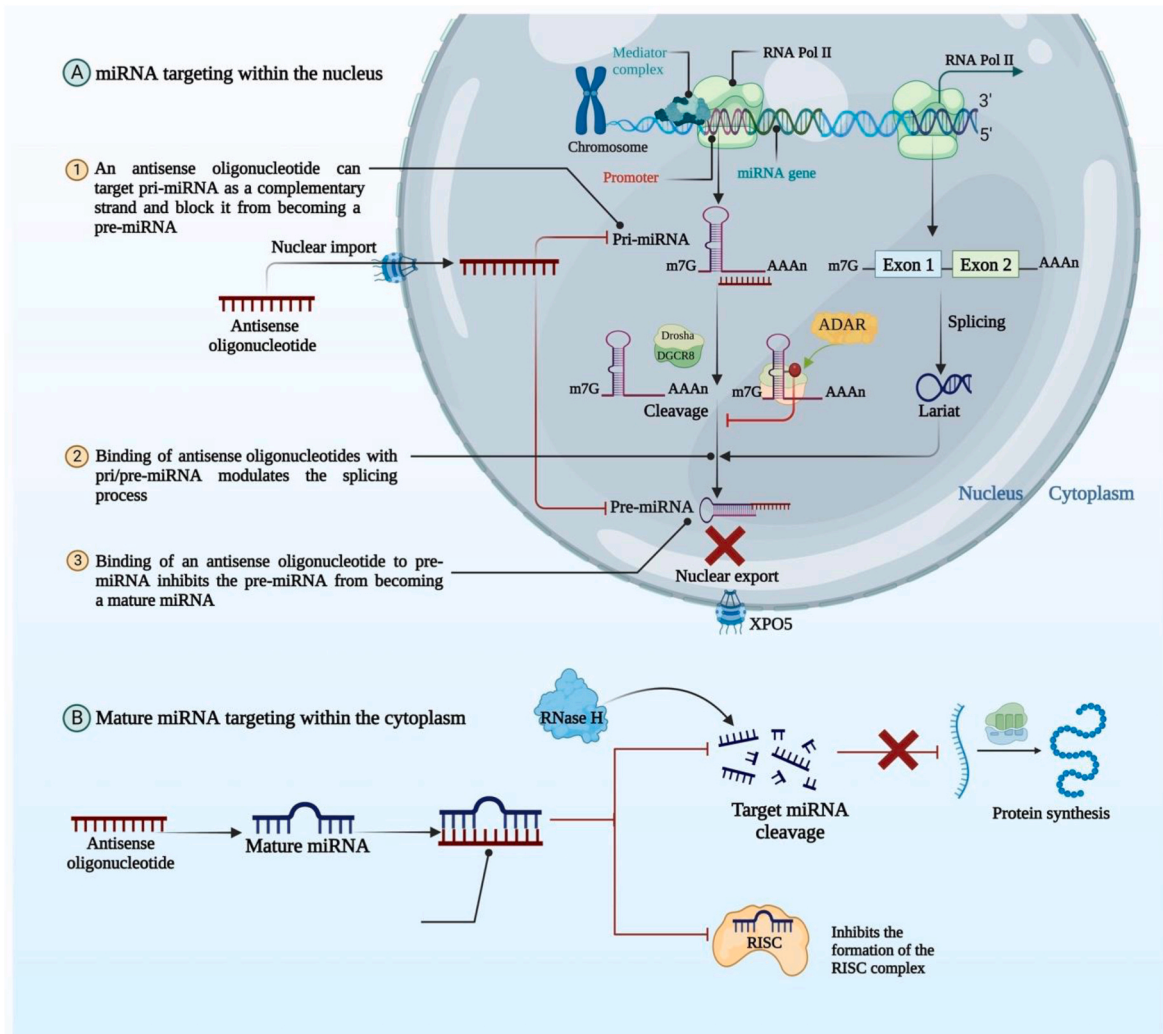 A miRNA targeting within the nucleus
Mediator
complex
RNA Pol II
RNA Pol II
3'
5'
Chromosome
Promoter
miRNA gene
1 An antisense oligonucleotide can
target pri-miRNA as a complementary
strand and block it from becoming a
pre-miRNA
Nuclear import
Antisense
oligonucleotide
Pri-miRNA
m7G
AAAn
m7G
Exon 1
Exon 2
AAAn
Splicing
Drosha
DGCR8
ADAR
m7G
AAAn
m7G
AAAn
Cleavage
Lariat
2 Binding of antisense oligonucleotides with
pri/pre-miRNA modulates the splicing
process
Nucleus
Cytoplasm
Pre-miRNA
3 Binding of an antisense oligonucleotide to pre-
miRNA inhibits the pre-miRNA from becoming
a mature miRNA
Nuclear export
XPO5
B Mature miRNA targeting within the cytoplasm
RNase H
Antisense
oligonucleotide
Mature miRNA
Target miRNA
cleavage
Protein synthesis
RISC
Inhibits the
formation of the
RISC complex